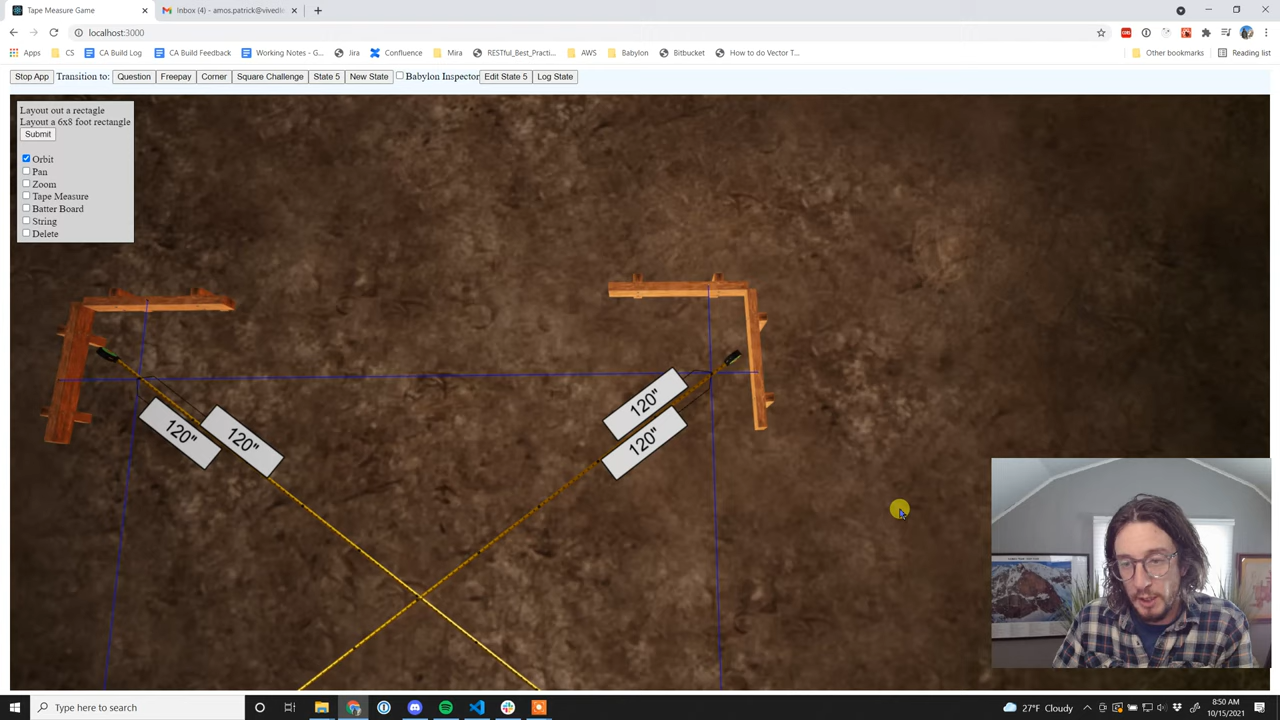 Tape Measure Game
Inbox (4) - amos.patrick@vivedle
localhost:3000
Apps CS CA Build Log CA Build Feedback Working Notes - G... Jira Confluence Mira RESTful_Best_Practi... AWS Babylon Bitbucket How to do Vector T... Other bookmarks Reading list
Stop App Transition to: Question Freepay Corner Square Challenge State 5 New State Babylon Inspector Edit State 5 Log State
Layout out a rectagle
Layout a 6x8 foot rectangle
Submit
Orbit
Pan
Zoom
Tape Measure
Batter Board
String
Delete
120"
120"
120"
120"
Type here to search
27°F Cloudy
8:50 AM
10/15/2021